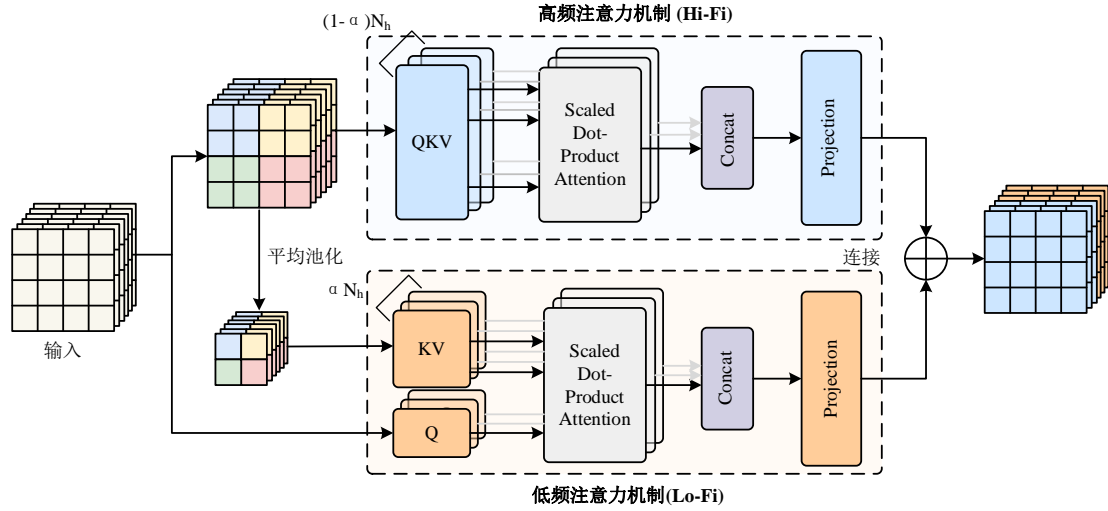 高频注意力机制 (Hi-Fi)
(1- α )Nh
QKV
Scaled
Dot-
Product
Attention
Concat
Projection
输入
平均池化
连接
α Nh
KV
Q
Scaled
Dot-
Product
Attention
Concat
Projection
低频注意力机制(Lo-Fi)